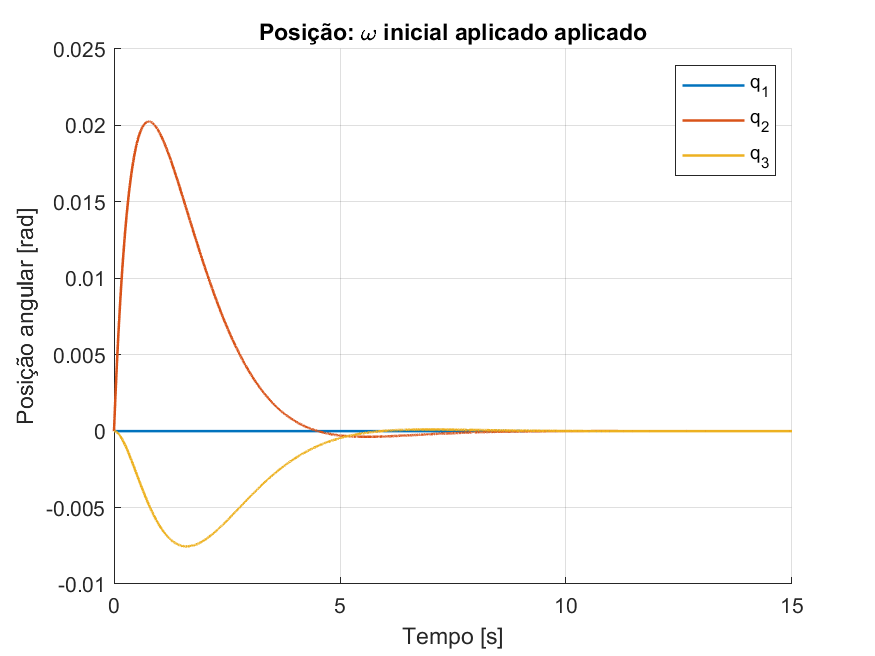 Posição: ω inicial aplicado aplicado
0.025
0.02
0.015
0.01
0.005
0
-0.005
-0.01
Posição angular [rad]
q1
q2
q3
0 5 10 15
Tempo [s]